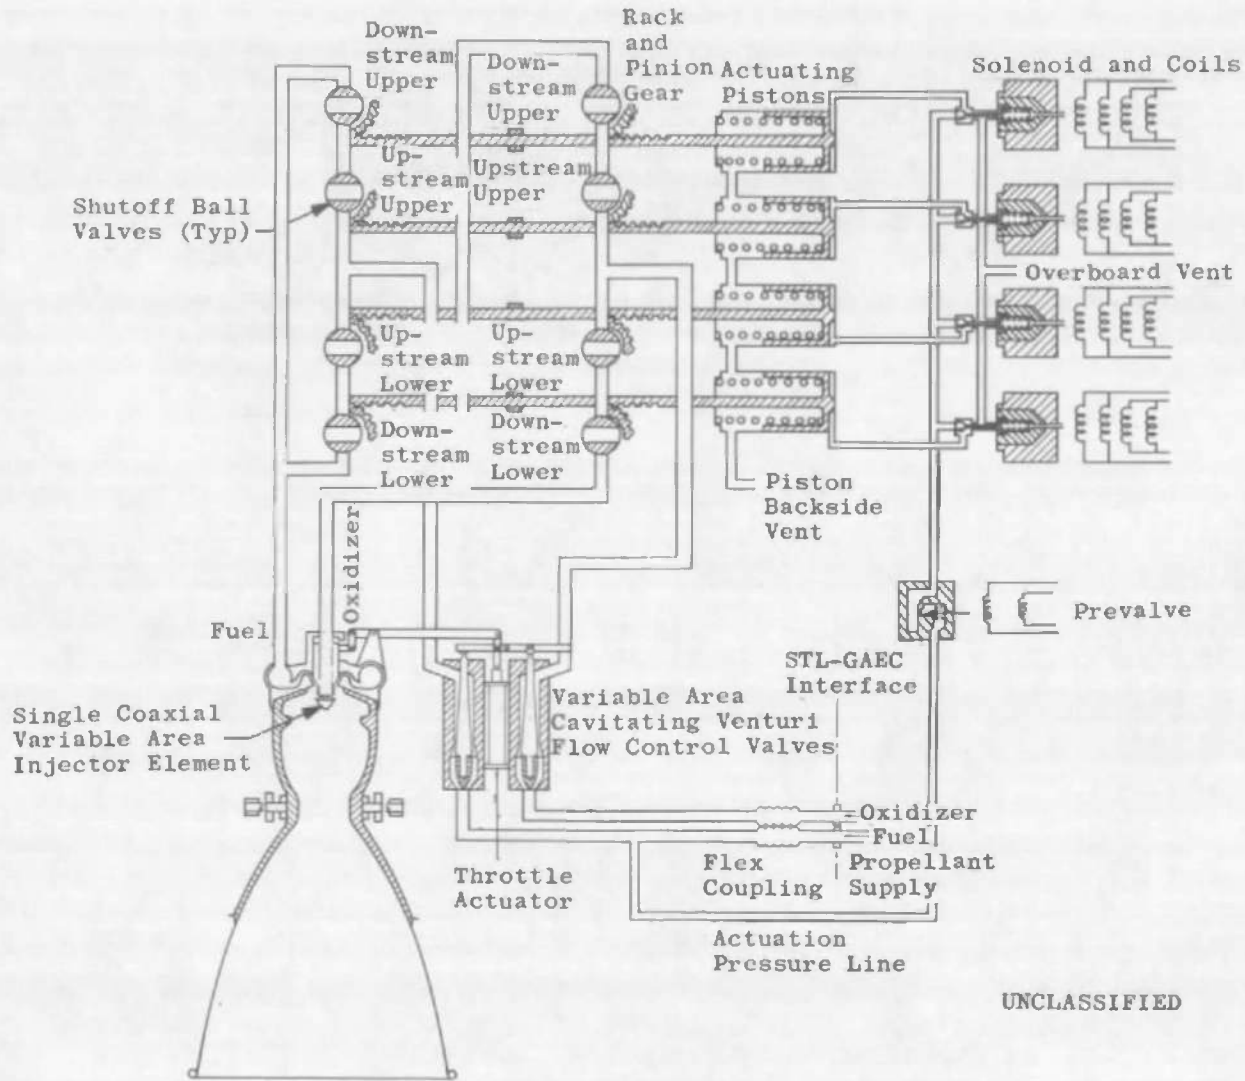 Down-
stream
Upper
Rack
and
Pinion
Gear
Down-
stream
Upper
Actuating
Pistons
Solenoid and Coils
Up-
stream
Upper
Upstream
Upper
Shutoff Ball
Valves (Typ)
Overboard Vent
Up-
stream
Lower
Up-
stream
Lower
Down-
stream
Lower
Down-
stream
Lower
Piston
Backside
Vent
Oxidizer
Fuel
Prevalve
STL-GAEC
Interface
Single Coaxial
Variable Area
Injector Element
Variable Area
Cavitating Venturi
Flow Control Valves
Oxidizer
Fuel
Throttle
Actuator
Flex
Coupling
Propellant
Supply
Actuation
Pressure Line
UNCLASSIFIED